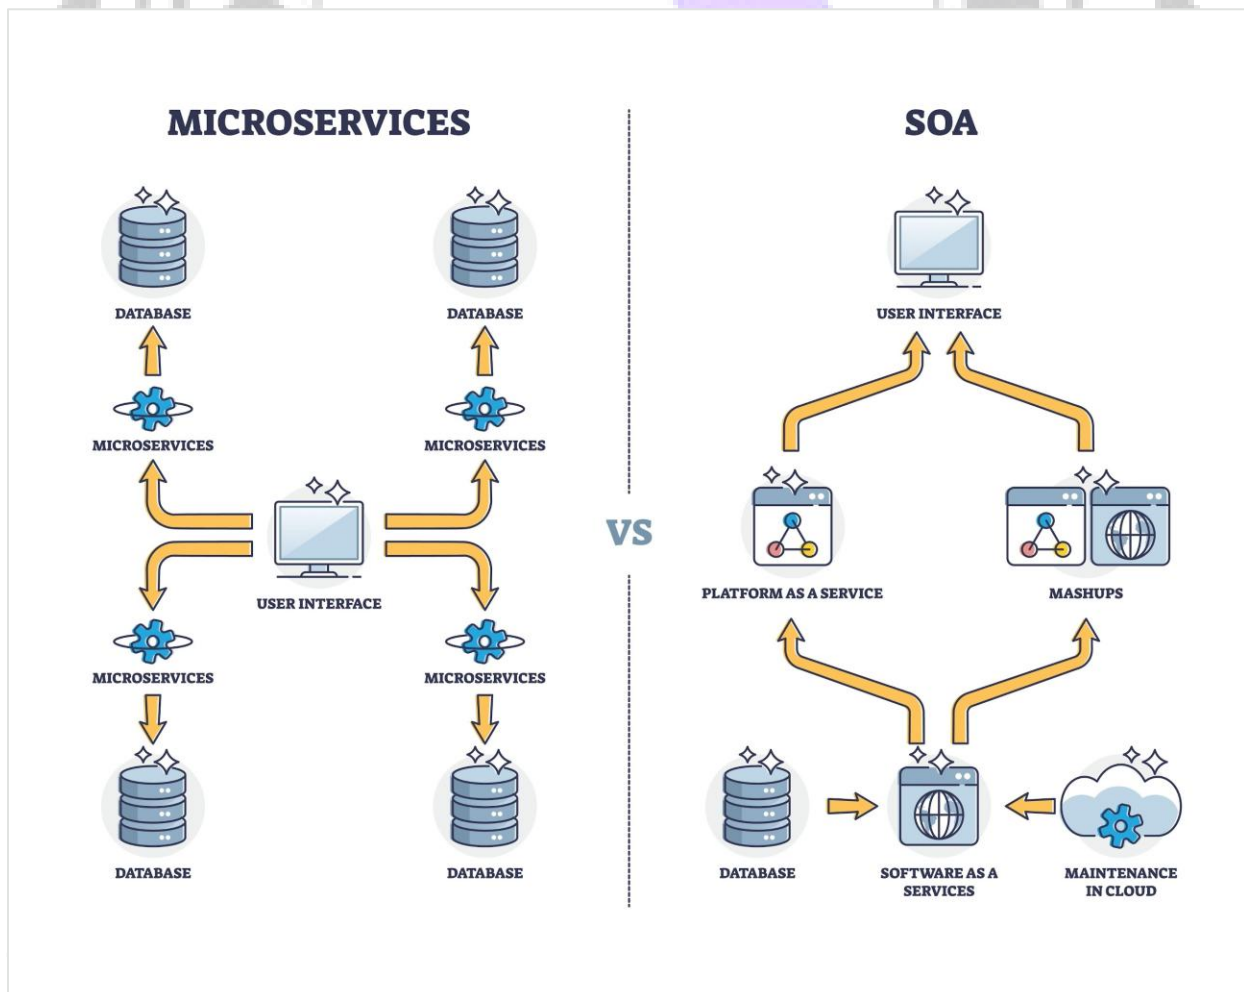 MICROSERVICES
DATABASE
DATABASE
MICROSERVICES
MICROSERVICES
USER INTERFACE
MICROSERVICES
MICROSERVICES
DATABASE
DATABASE
VS
SOA
USER INTERFACE
PLATFORM AS A SERVICE
MASHUPS
DATABASE
SOFTWARE AS A
SERVICES
MAINTENANCE
IN CLOUD